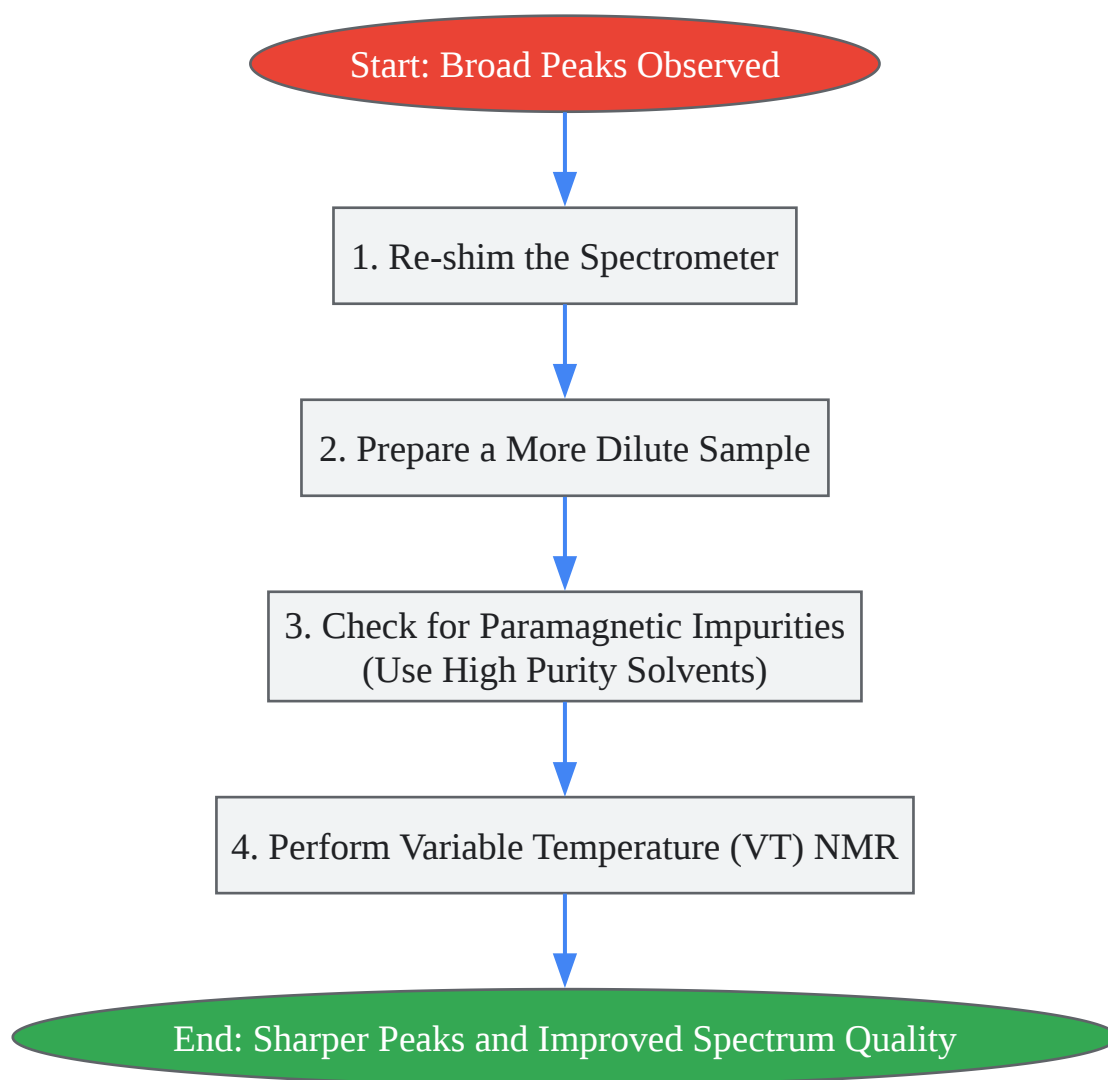 Start: Broad Peaks Observed
1. Re-shim the Spectrometer
2. Prepare a More Dilute Sample
3. Check for Paramagnetic Impurities
(Use High Purity Solvents)
4. Perform Variable Temperature (VT) NMR
End: Sharper Peaks and Improved Spectrum Quality